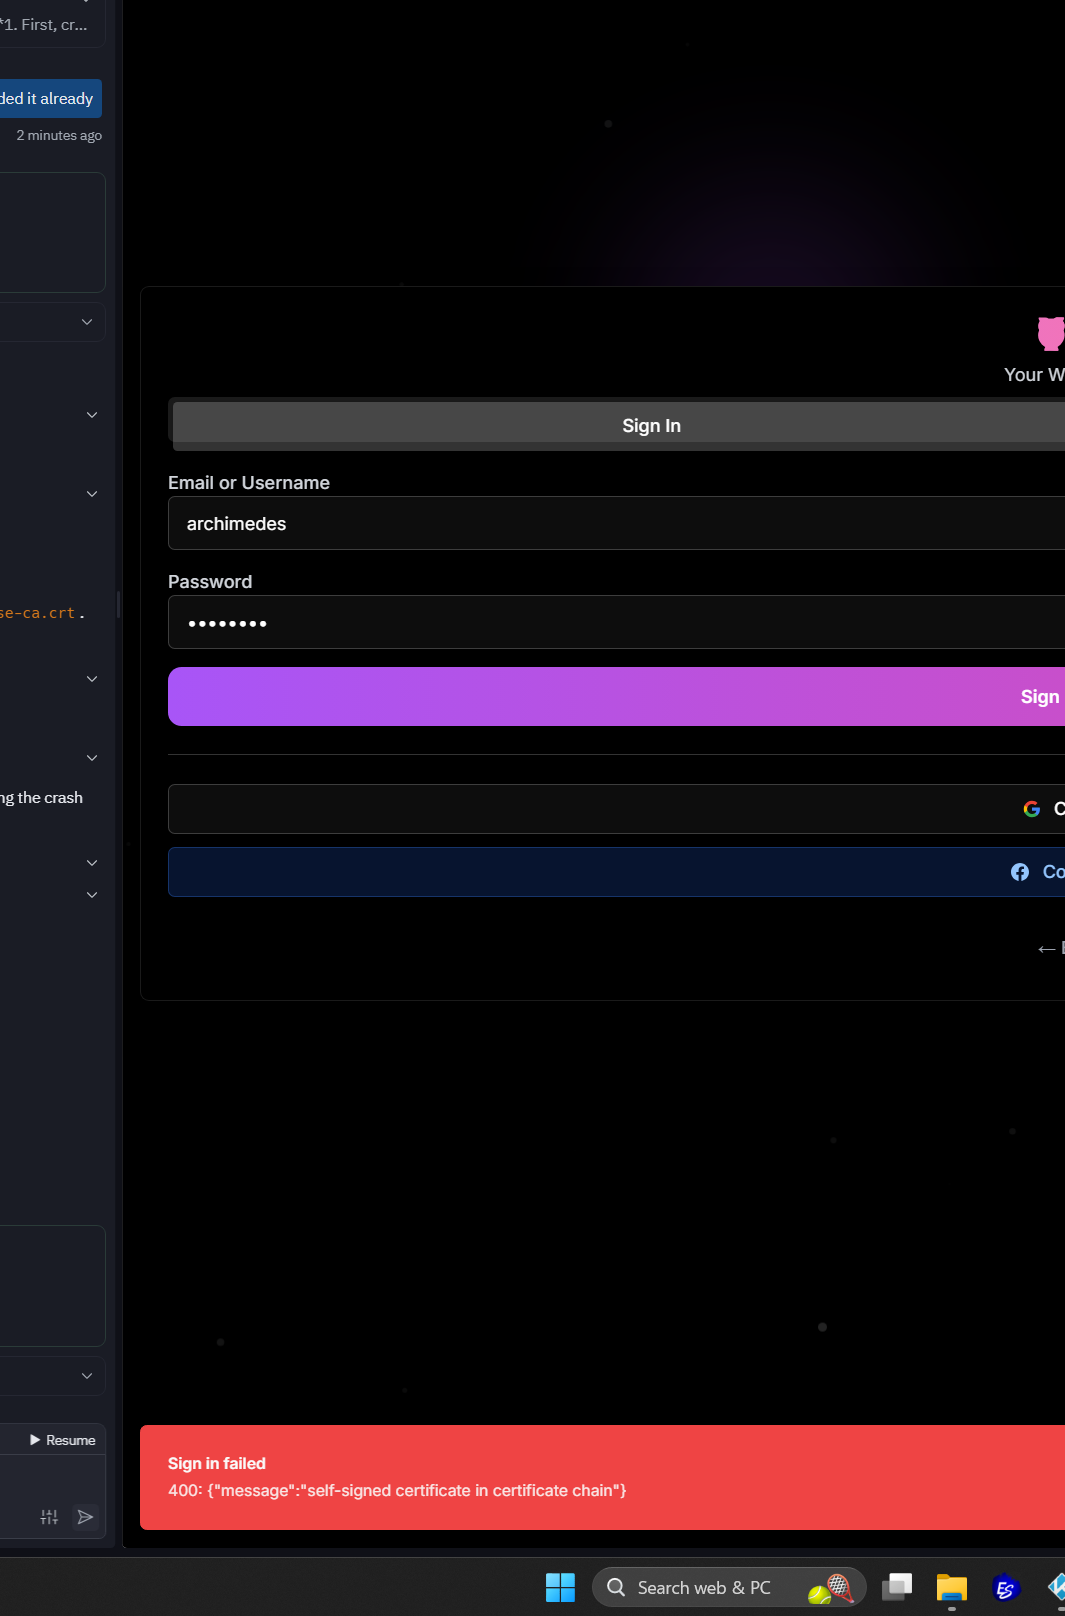 *1. First, cr...
ded it already
2 minutes ago
se-ca.crt.
ng the crash
Resume
Your W
Sign In
Email or Username
archimedes
Password
••••••••
Sign
C
Co
← E
Sign in failed
400: {"message":"self-signed certificate in certificate chain"}
Search web & PC
ES